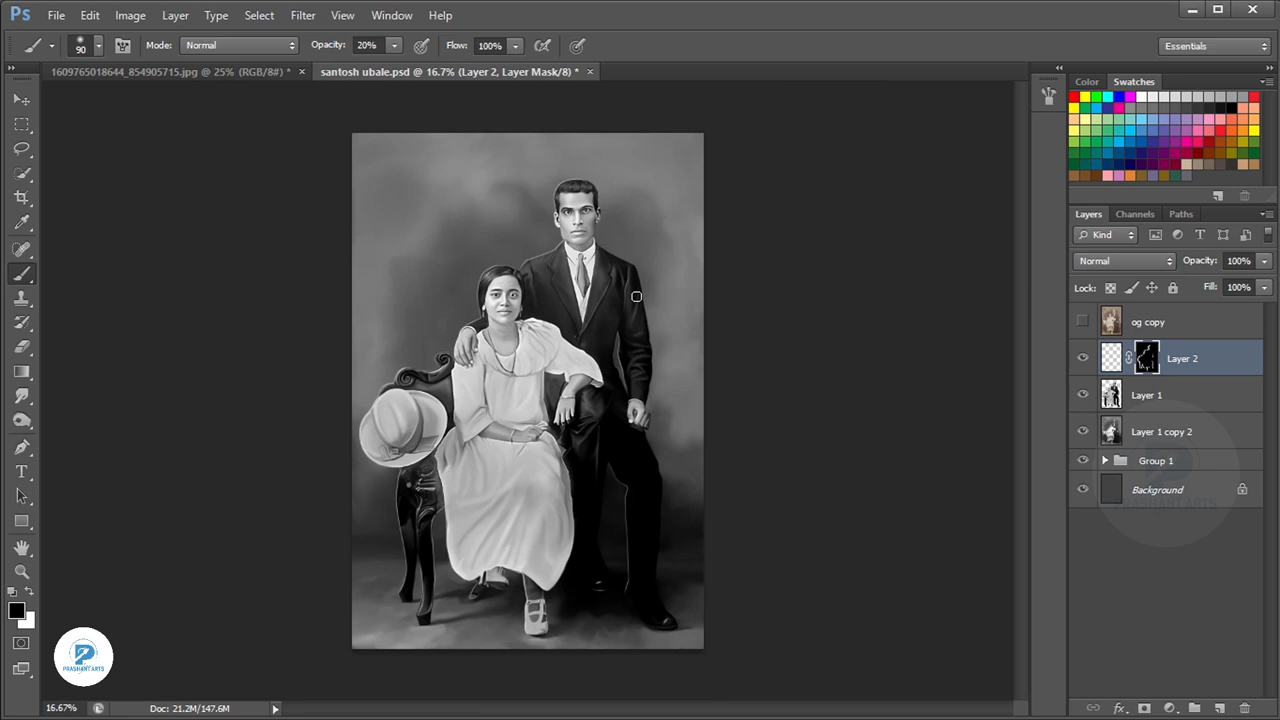 Ps File Edit Image Layer Type Select Filter View Window Help
90 Mode: Normal Opacity: 20% Flow: 100% Essentials
1609765018644_854905715.jpg @ 25% (RGB/8#) * × santosh ubale.psd @ 16.7% (Layer 2, Layer Mask/8) * ×
Color Swatches
Layers Channels Paths
Kind
Normal Opacity: 100%
Lock: Fill: 100%
og copy
Layer 2
Layer 1
Layer 1 copy 2
Group 1
Background
PRASHANT ARTS
PRASHANT ARTS
16.67% Doc: 21.2M/147.6M